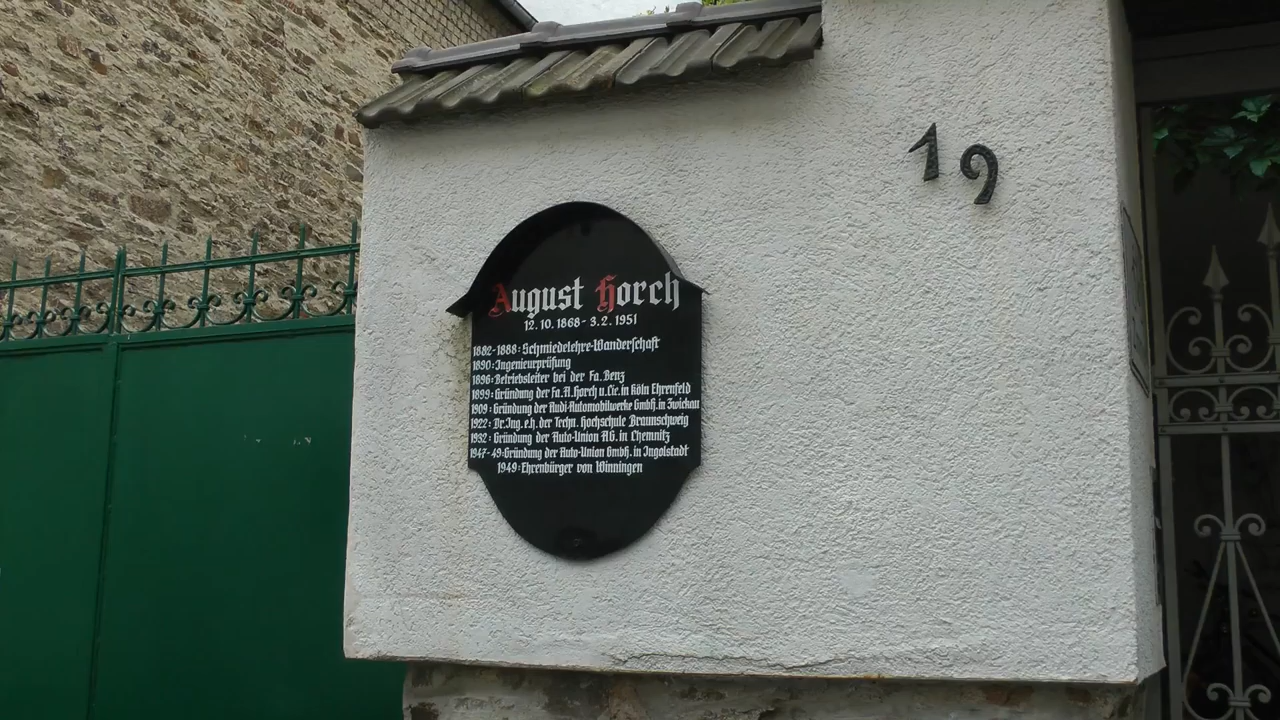 August Horch
12.10.1868-3.2.1951
1882-1888: Schmiedelehre-Wanderschaft
1890: Ingenieurprüfung
1896: Betriebsleiter bei der Fa. Benz
1899: Gründung der Fa. A. Horch u. Cie. in Köln Ehrenfeld
1909: Gründung der Audi-Automobilwerke GmbH. in Zwickau
1922: Dr. Ing. e.h. der Techn. Hochschule Braunschweig
1932: Gründung der Auto-Union AG. in Chemnitz
1947-49: Gründung der Auto-Union GmbH. in Ingolstadt
1949: Ehrenbürger von Winningen
19